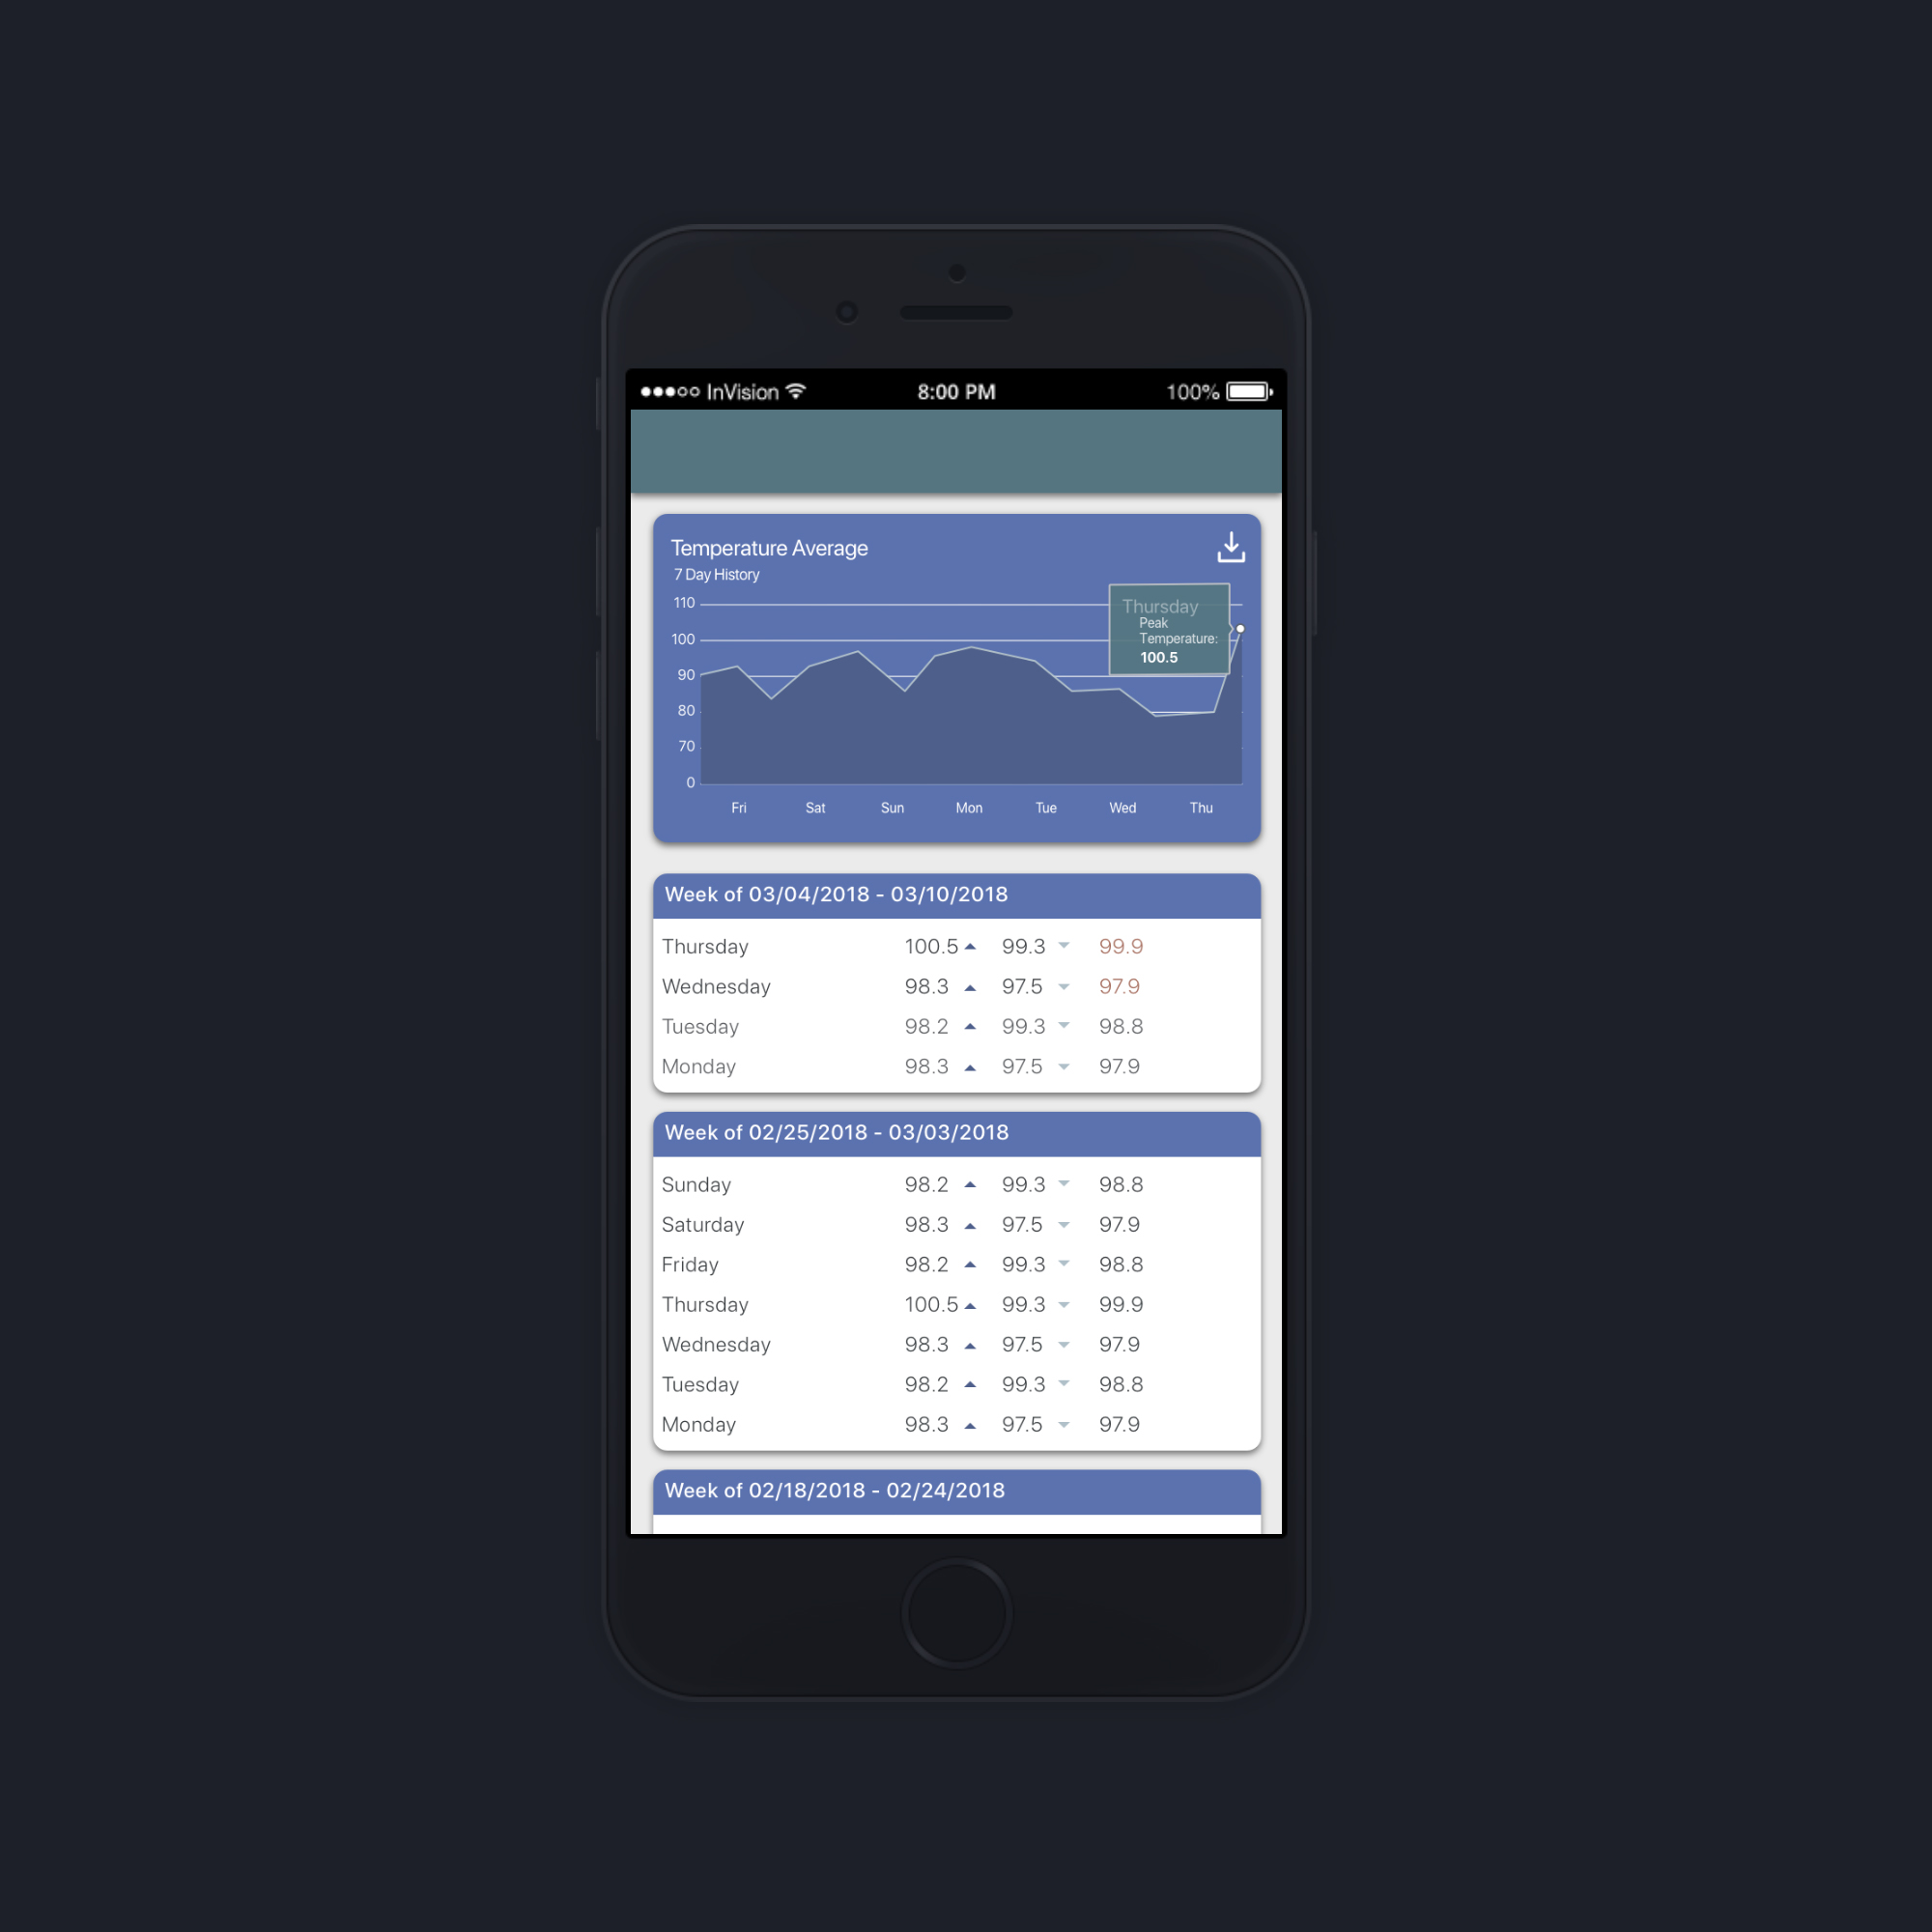 InVision 8:00 PM 100%
Temperature Average
7 Day History
110
100
90
80
70
0
Thursday
Peak
Temperature:
100.5
Fri Sat Sun Mon Tue Wed Thu
Week of 03/04/2018 - 03/10/2018
Thursday 100.5 99.3 99.9
Wednesday 98.3 97.5 97.9
Tuesday 98.2 99.3 98.8
Monday 98.3 97.5 97.9
Week of 02/25/2018 - 03/03/2018
Sunday 98.2 99.3 98.8
Saturday 98.3 97.5 97.9
Friday 98.2 99.3 98.8
Thursday 100.5 99.3 99.9
Wednesday 98.3 97.5 97.9
Tuesday 98.2 99.3 98.8
Monday 98.3 97.5 97.9
Week of 02/18/2018 - 02/24/2018